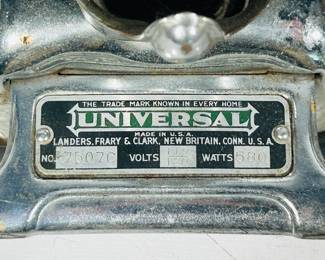 THE TRADE MARK KNOWN IN EVERY HOME
UNIVERSAL
MADE IN U.S.A.
LANDERS, FRARY & CLARK, NEW BRITAIN, CONN. U.S.A.
NO. VOLTS WATTS